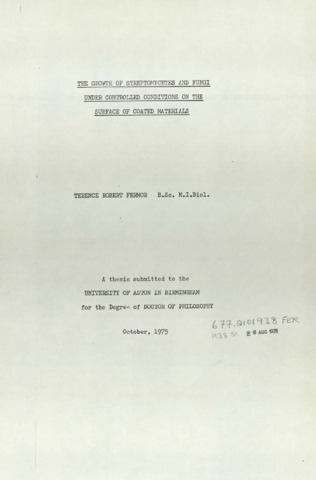 THE GROWTH OF STREPTOMYCETES AND FUNGI
UNDER CONTROLLED CONDITIONS ON THE
SURFACE OF COATED MATERIALS
TERENCE ROBERT FERMOR B.Sc. M.I.Biol.
A thesis submitted to the
UNIVERSITY OF ASTON IN BIRMINGHAM
for the Degree of DOCTOR OF PHILOSOPHY
October, 1975
677.2101938 FER
AUG 1976